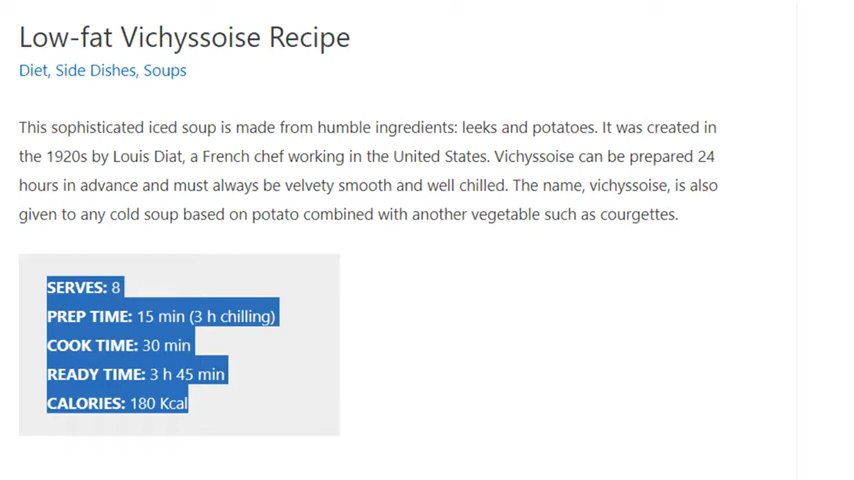 Low-fat Vichyssoise Recipe
Diet, Side Dishes, Soups
This sophisticated iced soup is made from humble ingredients: leeks and potatoes. It was created in
the 1920s by Louis Diat, a French chef working in the United States. Vichyssoise can be prepared 24
hours in advance and must always be velvety smooth and well chilled. The name, vichyssoise, is also
given to any cold soup based on potato combined with another vegetable such as courgettes.
SERVES: 8
PREP TIME: 15 min (3 h chilling)
COOK TIME: 30 min
READY TIME: 3 h 45 min
CALORIES: 180 Kcal